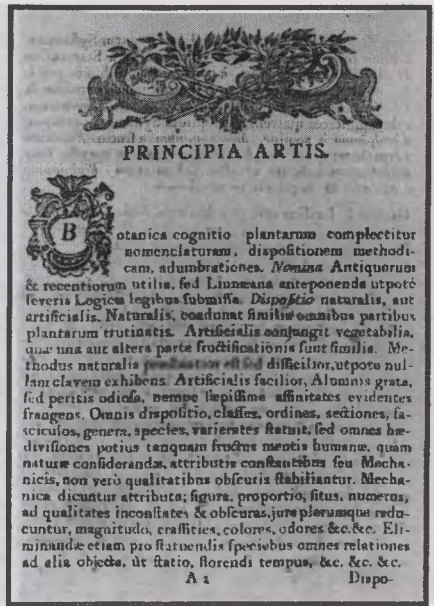 PRINCIPIA ARTIS.
Botanica cognitio plantarum complectitur
nomenclaturam, dispositionem methodi-
cam, adumbrationes. Nomina Antiquorum
& recentiorum utilia, sed Linnæana anteponenda utpotè
severis Logicæ legibus submissa. Dispositio naturalis, aut
artificialis. Naturalis, coadunat similia omnibus partibus
plantarum trutinatis. Artificialis conjungit vegetabilia,
quæ una aut altera parte fructificationis sunt similia. Me-
thodus naturalis difficilior, utpote nul-
lam clavem exhibens. Artificialis facilior, Alumnis grata,
sed peritis odiosa, nempe sæpissime affinitates evidentes
frangens. Omnis dispositio, classes, ordines, sectiones, fa-
sciculos, genera, species, varietates statuit, sed omnes hæ-
divisiones potius tanquam fructus mentis humanæ, quam
naturæ considerandæ, attributis constantibus seu Mecha-
nicis, non verò qualitatibus obscuris stabiliantur. Mecha-
nica dicuntur attributa; figura, proportio, situs, numerus,
ad qualitates inconstantes & obscuras, jure plerumque redu-
cuntur, magnitudo, crassities, colores, odores &c. &c. Eli-
minandæ etiam pro statuendis speciebus omnes relationes
ad alia objecta, ùt statio, florendi tempus, &c. &c. &c.
A 2 Dispo-